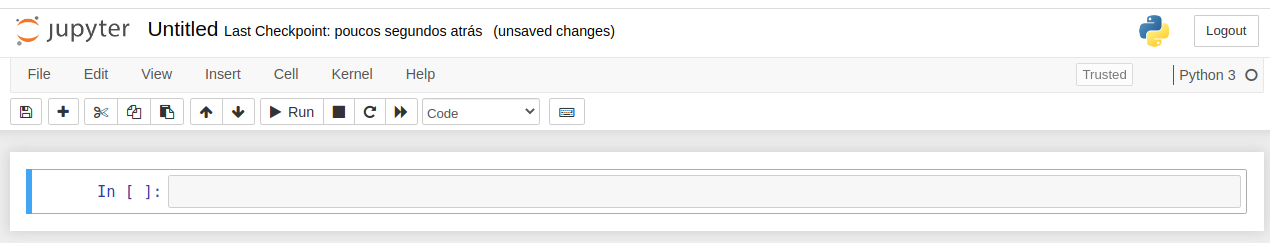 jupyter Untitled Last Checkpoint: poucos segundos atrás (unsaved changes) Logout
File Edit View Insert Cell Kernel Help Trusted Python 3
Run Code
In [ ]: